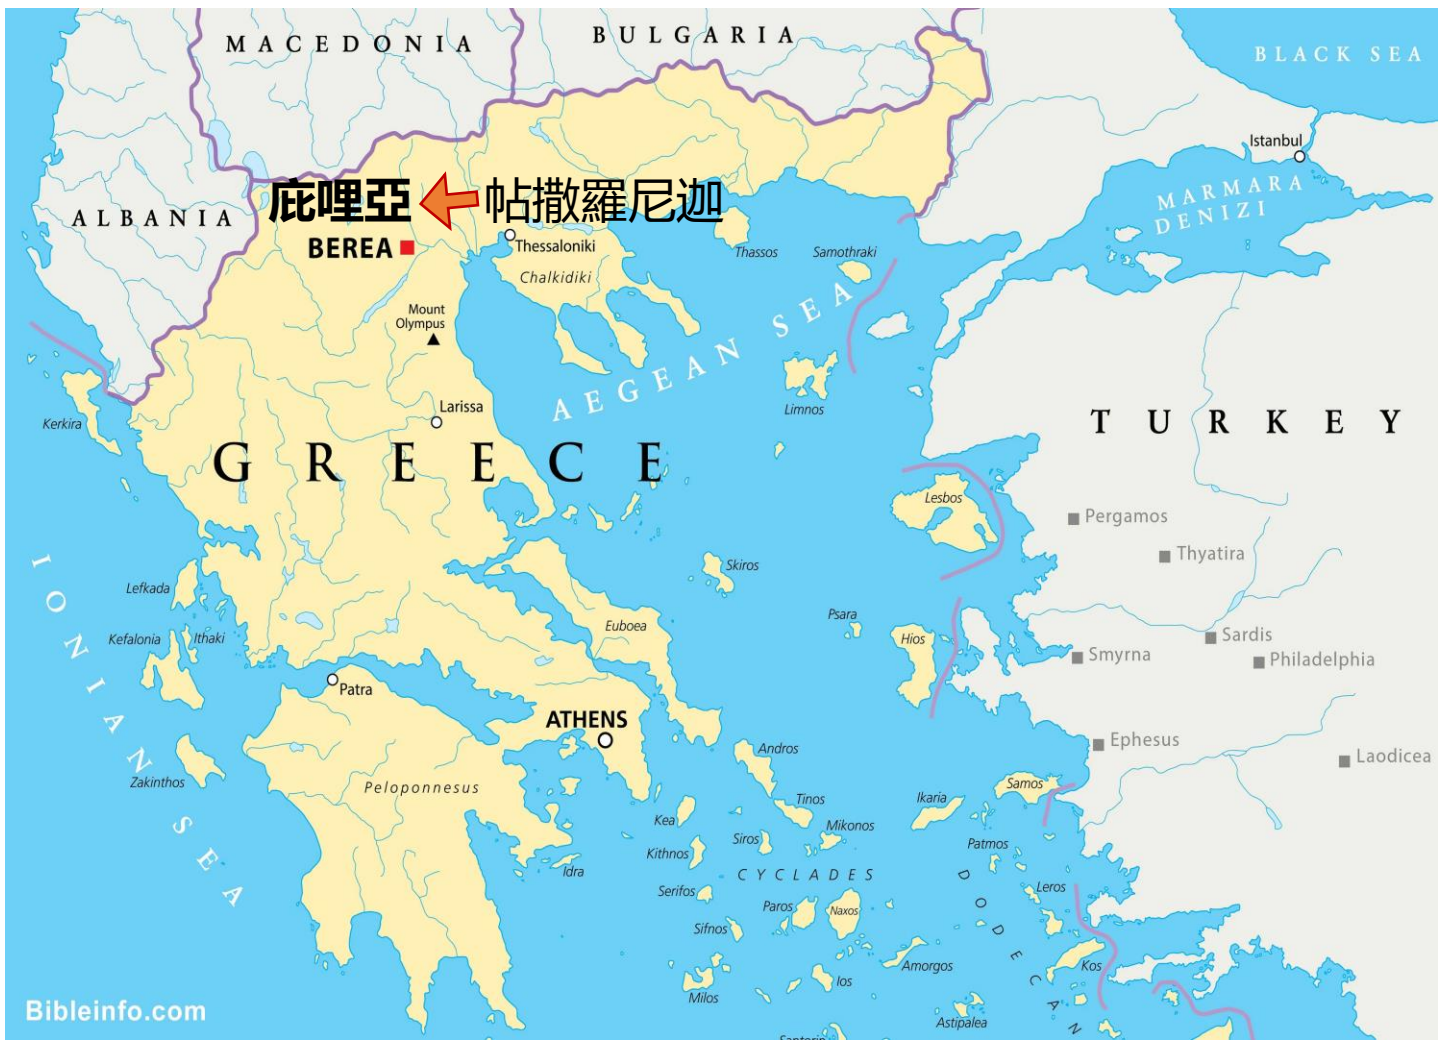 MACEDONIA
BULGARIA
BLACK SEA
Istanbul
MARMARA
DENIZI
ALBANIA
庇哩亞
帖撒羅尼迦
BEREA
Thessaloniki
Chalkidiki
Thassos
Samothraki
Mount
Olympus
AEGEAN SEA
Limnos
Kerkira
Larissa
TURKEY
GREECE
Lesbos
Pergamos
Thyatira
IONIAN SEA
Skiros
Lefkada
Psara
Euboea
Kefalonia
Ithaki
Hios
Sardis
Smyrna
Philadelphia
Patra
ATHENS
Ephesus
Andros
Laodicea
Zakinthos
Peloponnesus
Samos
Ikaria
Tinos
Kea
Mikonos
Siros
Kithnos
Patmos
Idra
CYCLADES
DODECAN
Serifos
Leros
Paros
Naxos
Sifnos
Amorgos
Kos
Ios
Milos
Astipalea
Bibleinfo.com